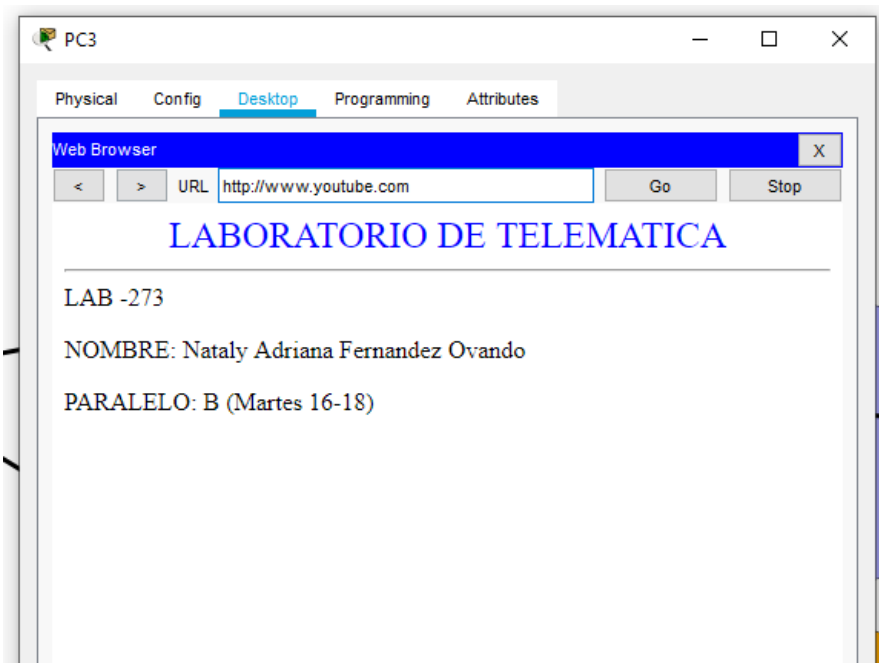 PC3
Physical Config Desktop Programming Attributes
Web Browser X
< > URL http://www.youtube.com Go Stop
LABORATORIO DE TELEMATICA
LAB -273
NOMBRE: Nataly Adriana Fernandez Ovando
PARALELO: B (Martes 16-18)